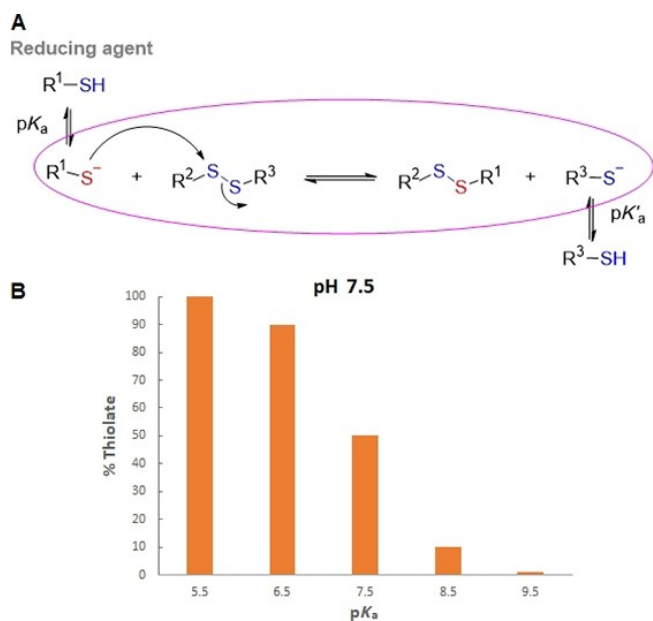 A
Reducing agent
R¹–SH
pKₐ
R¹ S⁻ + R² S S R³ R² S S R¹ + R³–S⁻
pK′ₐ
R³–SH
B
pH 7.5
100
90
80
70
60
50
40
30
20
10
0
% Thiolate
5.5 6.5 7.5 8.5 9.5
pKₐ